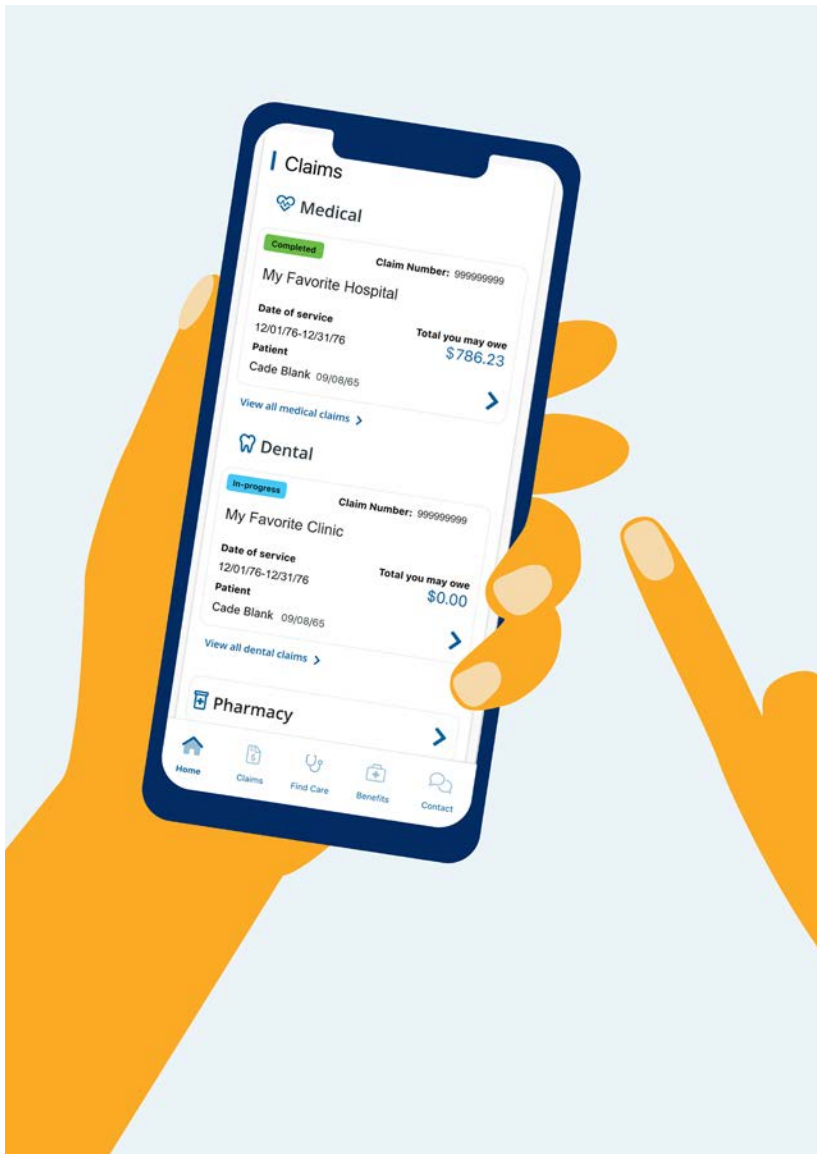 Claims
Medical
Completed
Claim Number: 999999999
My Favorite Hospital
Date of service
12/01/76-12/31/76
Total you may owe
$786.23
Patient
Cade Blank 09/08/65
View all medical claims
Dental
In-progress
Claim Number: 999999999
My Favorite Clinic
Date of service
12/01/76-12/31/76
Total you may owe
$0.00
Patient
Cade Blank 09/08/65
View all dental claims
Pharmacy
Home Claims Find Care Benefits Contact